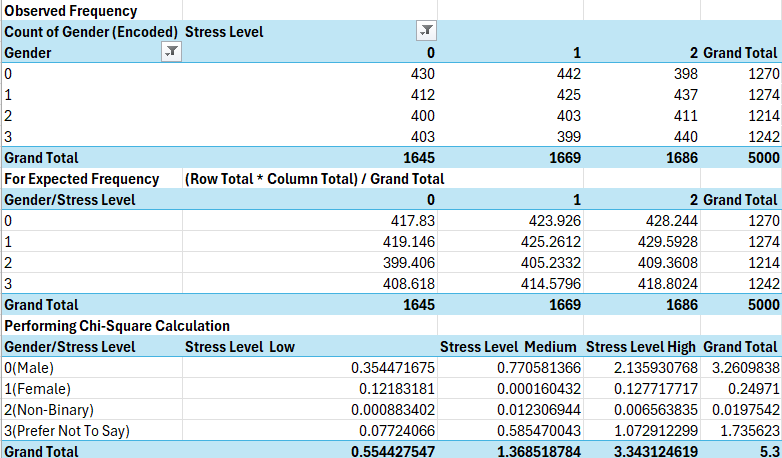 Observed Frequency
Count of Gender (Encoded) Stress Level
Gender 0 1 2 Grand Total
0 430 442 398 1270
1 412 425 437 1274
2 400 403 411 1214
3 403 399 440 1242
Grand Total 1645 1669 1686 5000
For Expected Frequency (Row Total * Column Total) / Grand Total
Gender/Stress Level 0 1 2 Grand Total
0 417.83 423.926 428.244 1270
1 419.146 425.2612 429.5928 1274
2 399.406 405.2332 409.3608 1214
3 408.618 414.5796 418.8024 1242
Grand Total 1645 1669 1686 5000
Performing Chi-Square Calculation
Gender/Stress Level Stress Level Low Stress Level Medium Stress Level High Grand Total
0(Male) 0.354471675 0.770581366 2.135930768 3.2609838
1(Female) 0.12183181 0.000160432 0.127717717 0.24971
2(Non-Binary) 0.000883402 0.012306944 0.006563835 0.0197542
3(Prefer Not To Say) 0.07724066 0.585470043 1.072912299 1.735623
Grand Total 0.554427547 1.368518784 3.343124619 5.3